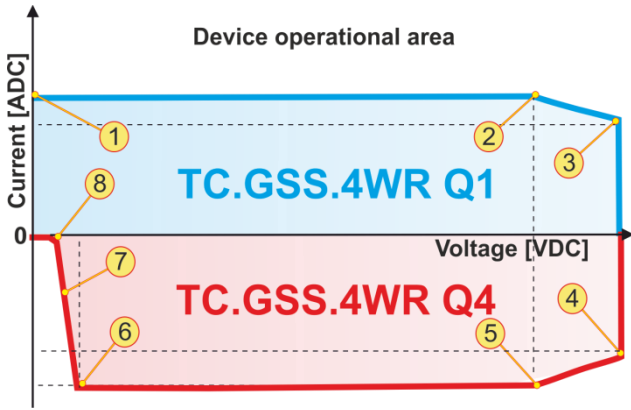 Device operational area
Current [ADC]
1
2
3
8
TC.GSS.4WR Q1
0
Voltage [VDC]
7
TC.GSS.4WR Q4
4
6
5